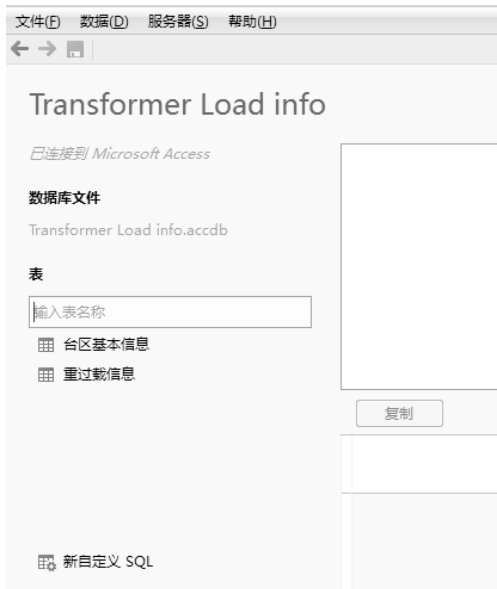 文件(F) 数据(D) 服务器(S) 帮助(H)
Transformer Load info
已连接到 Microsoft Access
数据库文件
Transformer Load info.accdb
表
输入表名称
台区基本信息
重过载信息
复制
新自定义 SQL